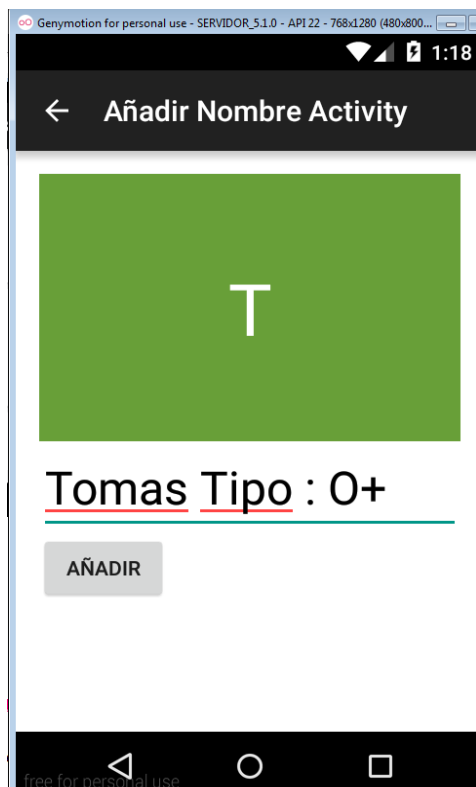 Genymotion for personal use - SERVIDOR_5.1.0 - API 22 - 768x1280 (480x800...
1:18
Añadir Nombre Activity
T
Tomas Tipo : O+
AÑADIR
free for personal use